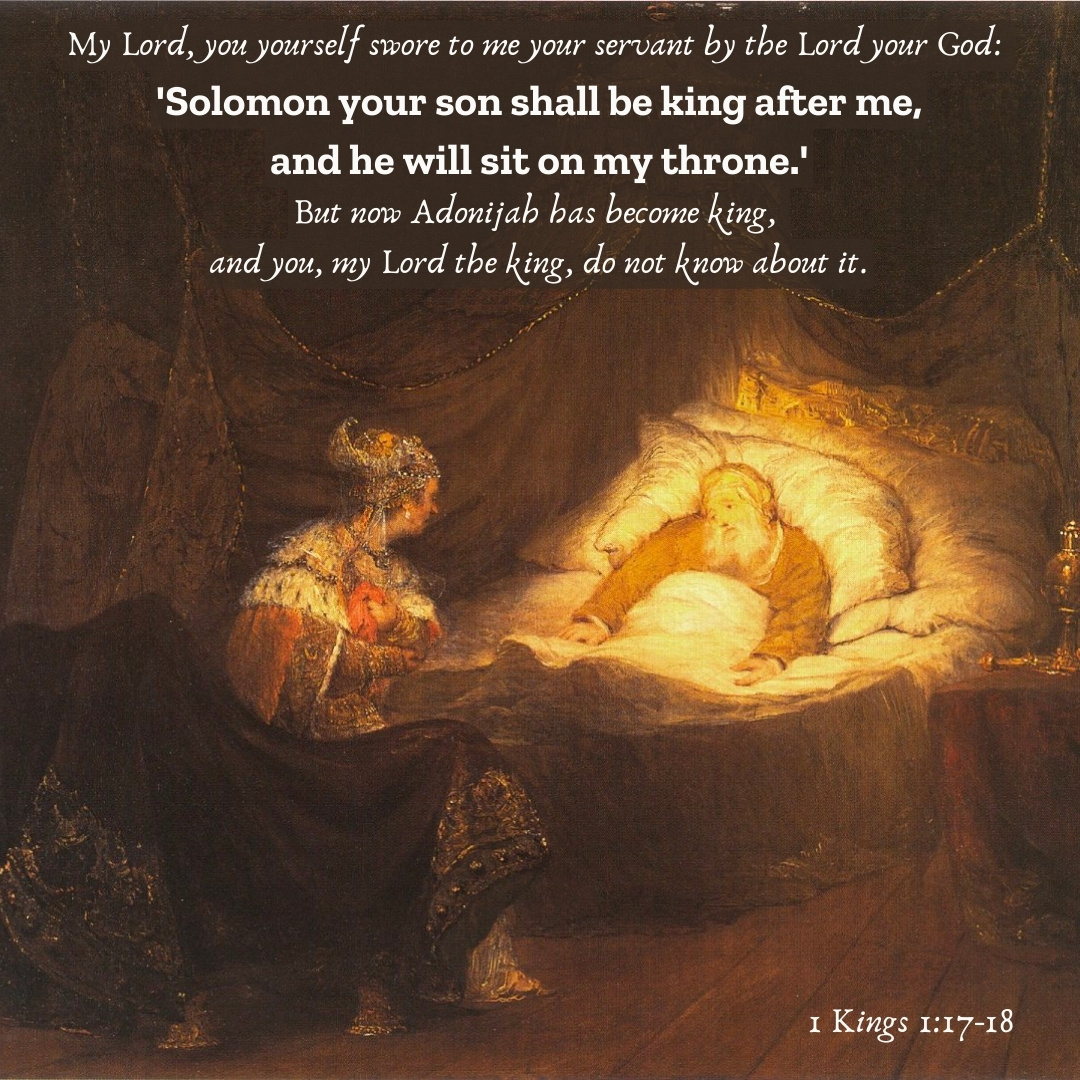 My Lord, you yourself swore to me your servant by the Lord your God:
'Solomon your son shall be king after me,
and he will sit on my throne.'
But now Adonijah has become king,
and you, my Lord the king, do not know about it.
1 Kings 1:17-18